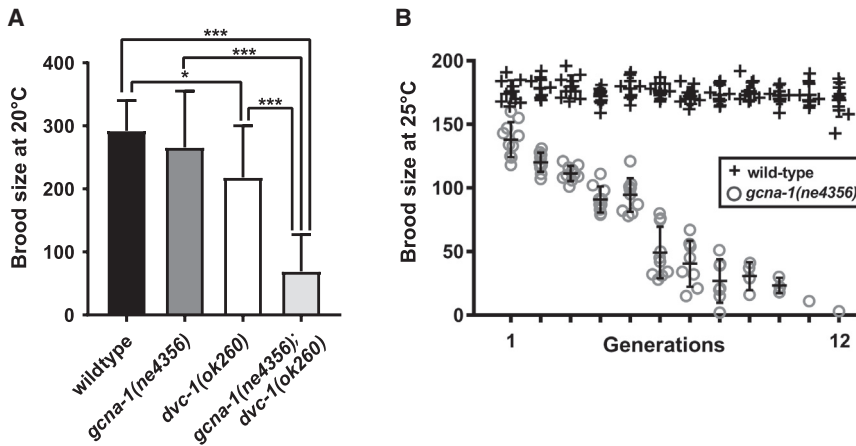 A
***
***
*
***
Brood size at 20°C
400
300
200
100
0
wildtype
gcna-1(ne4356)
dvc-1(ok260)
gcna-1(ne4356);
dvc-1(ok260)
B
Brood size at 25°C
200
150
100
50
0
wild-type
gcna-1(ne4356)
1
Generations
12